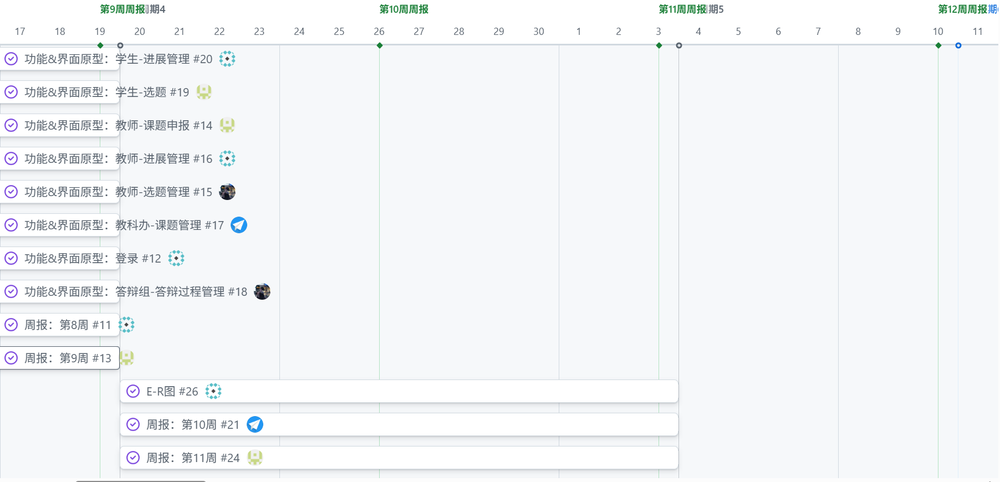 第9周周报 期4 第10周周报 第11周周报 期5 第12周周报 期
17 18 19 20 21 22 23 24 25 26 27 28 29 30 1 2 3 4 5 6 7 8 9 10 11
功能&界面原型：学生-进展管理 #20
功能&界面原型：学生-选题 #19
功能&界面原型：教师-课题申报 #14
功能&界面原型：教师-进展管理 #16
功能&界面原型：教师-选题管理 #15
功能&界面原型：教科办-课题管理 #17
功能&界面原型：登录 #12
功能&界面原型：答辩组-答辩过程管理 #18
周报：第8周 #11
周报：第9周 #13
E-R图 #26
周报：第10周 #21
周报：第11周 #24